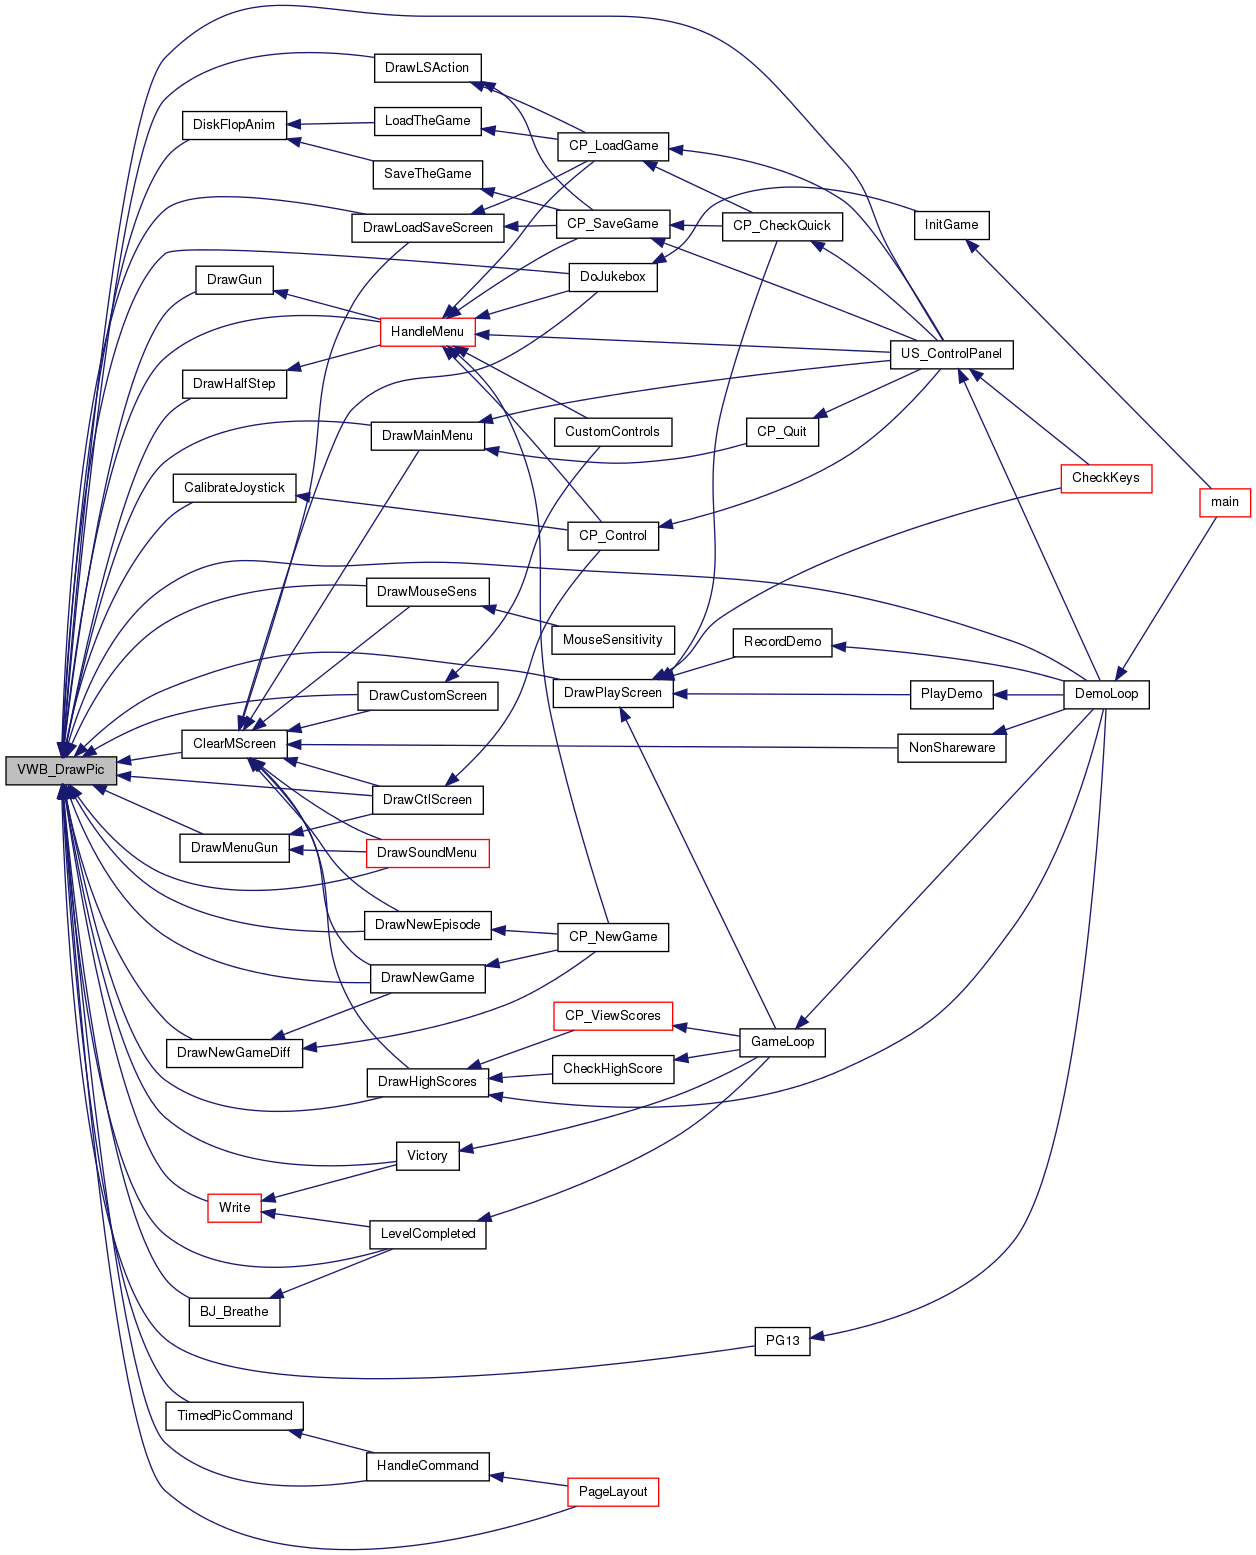 DrawLSAction
DiskFlopAnim
LoadTheGame
CP_LoadGame
SaveTheGame
DrawLoadSaveScreen
CP_SaveGame
CP_CheckQuick
InitGame
DrawGun
DoJukebox
HandleMenu
US_ControlPanel
DrawHalfStep
DrawMainMenu
CustomControls
CP_Quit
CheckKeys
CalibrateJoystick
main
CP_Control
DrawMouseSens
MouseSensitivity
RecordDemo
DrawPlayScreen
DrawCustomScreen
PlayDemo
DemoLoop
ClearMScreen
NonShareware
VWB_DrawPic
DrawCtlScreen
DrawMenuGun
DrawSoundMenu
DrawNewEpisode
CP_NewGame
DrawNewGame
CP_ViewScores
GameLoop
DrawNewGameDiff
CheckHighScore
DrawHighScores
Victory
Write
LevelCompleted
BJ_Breathe
PG13
TimedPicCommand
HandleCommand
PageLayout